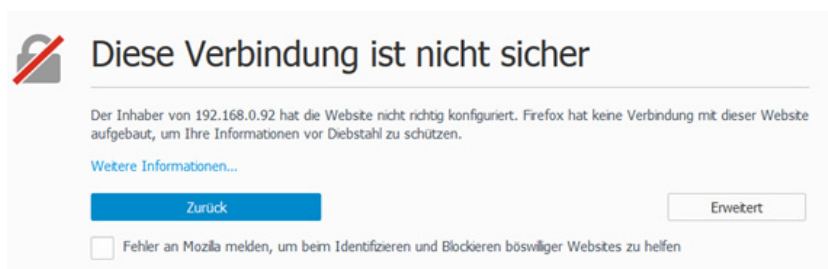 Diese Verbindung ist nicht sicher
Der Inhaber von 192.168.0.92 hat die Website nicht richtig konfiguriert. Firefox hat keine Verbindung mit dieser Website
aufgebaut, um Ihre Informationen vor Diebstahl zu schützen.
Weitere Informationen...
Zurück
Erweitert
Fehler an Mozilla melden, um beim Identifizieren und Blockieren böswilliger Websites zu helfen